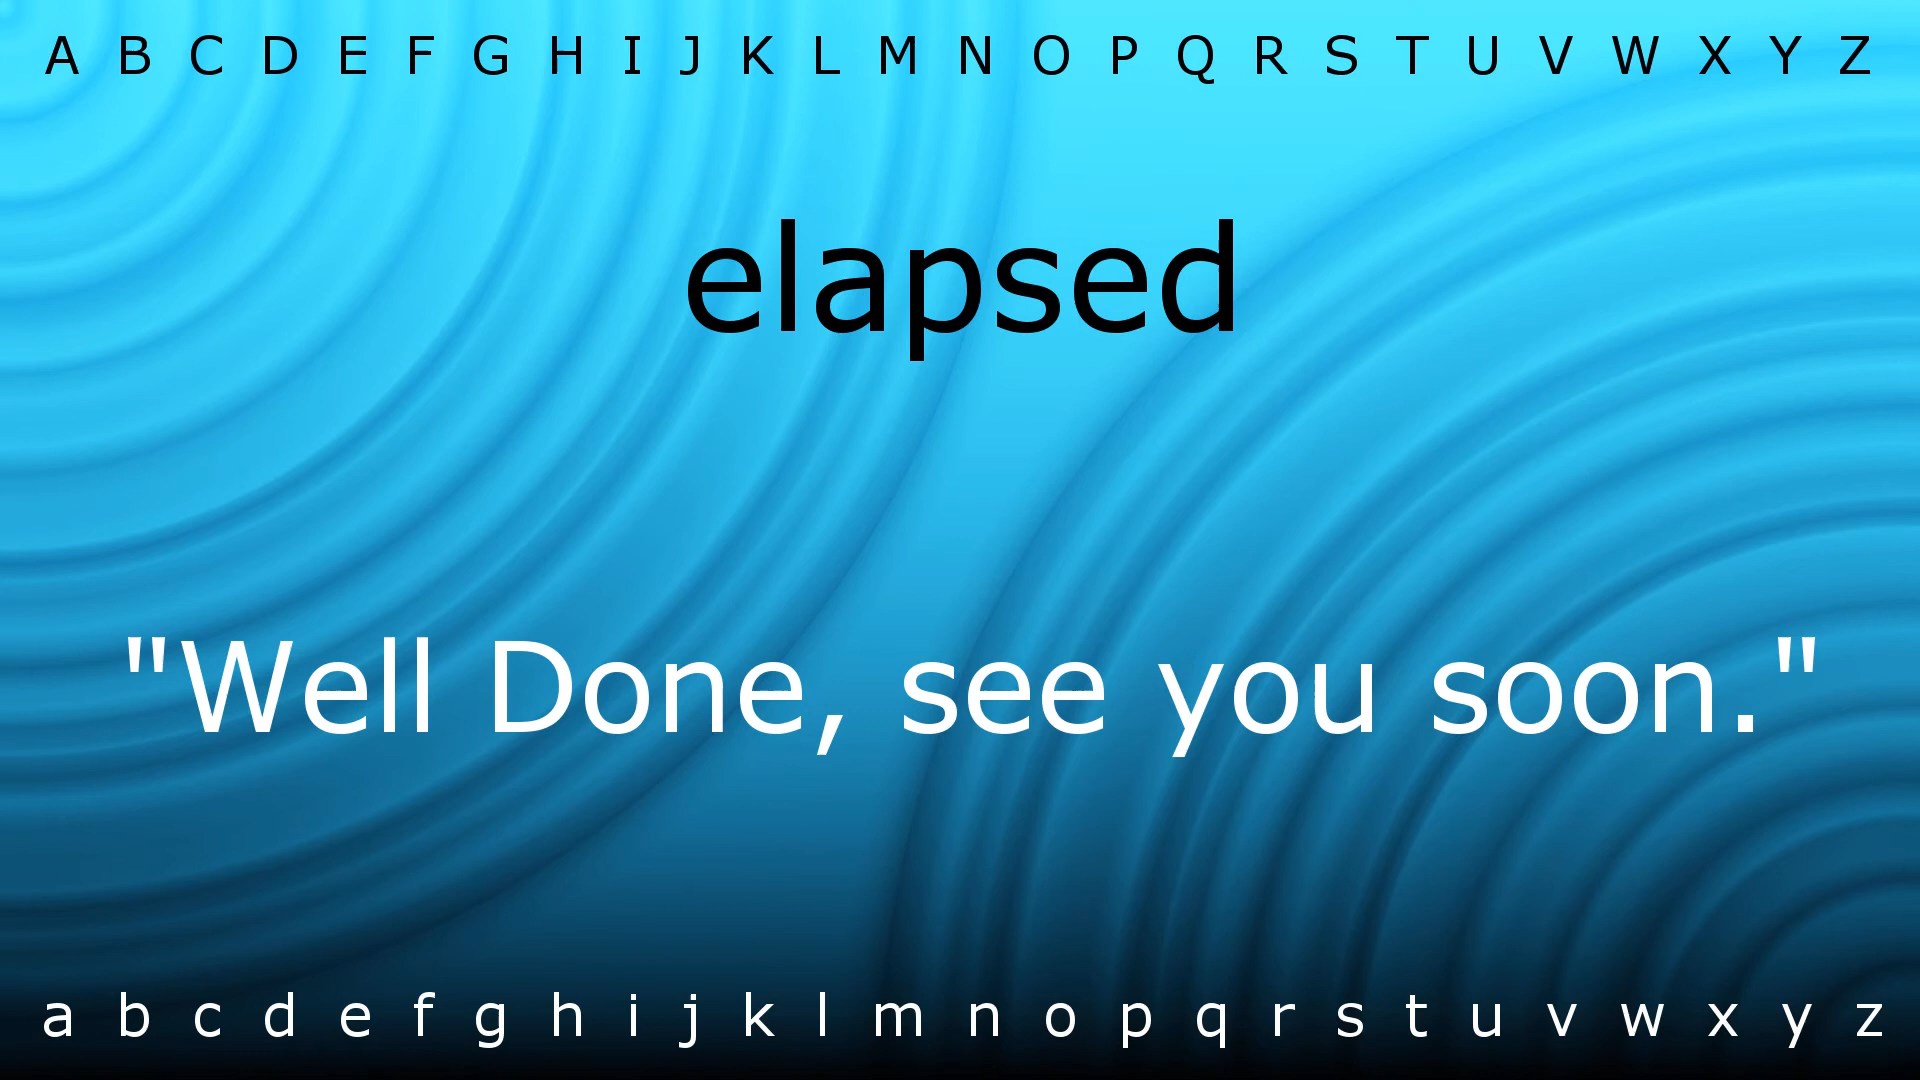 A B C D E F G H I J K L M N O P Q R S T U V W X Y Z
elapsed
"Well Done, see you soon."
a b c d e f g h i j k l m n o p q r s t u v w x y z